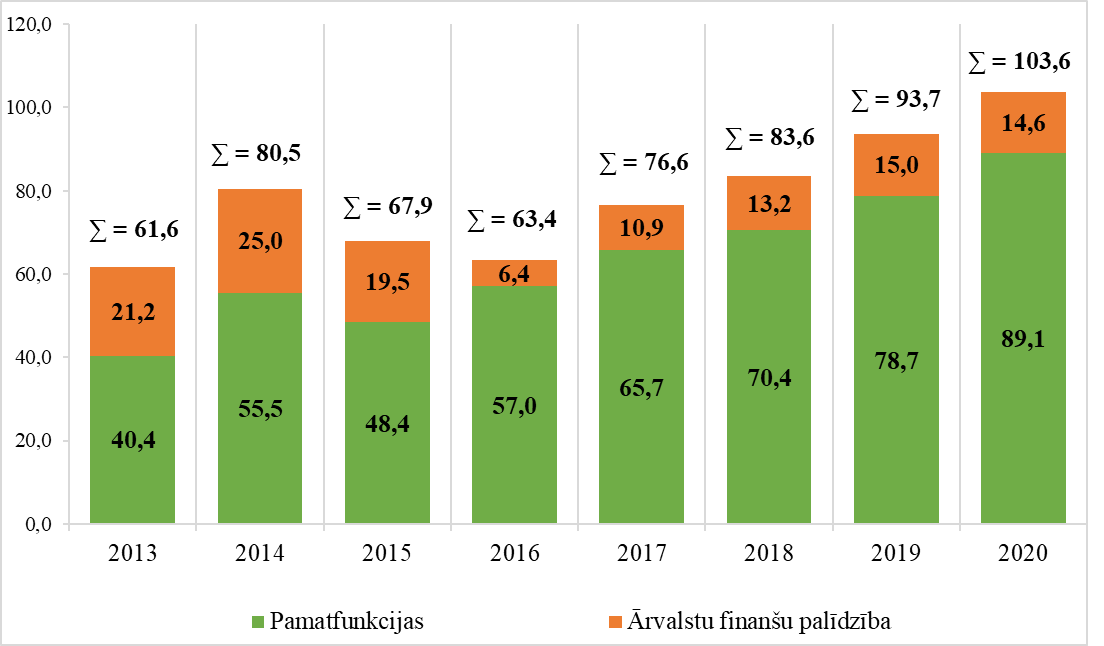 120,0
100,0
80,0
60,0
40,0
20,0
0,0
∑ = 61,6
21,2
40,4
∑ = 80,5
25,0
55,5
∑ = 67,9
19,5
48,4
∑ = 63,4
6,4
57,0
∑ = 76,6
10,9
65,7
∑ = 83,6
13,2
70,4
∑ = 93,7
15,0
78,7
∑ = 103,6
14,6
89,1
2013 2014 2015 2016 2017 2018 2019 2020
Pamatfunkcijas Ārvalstu finanšu palīdzība